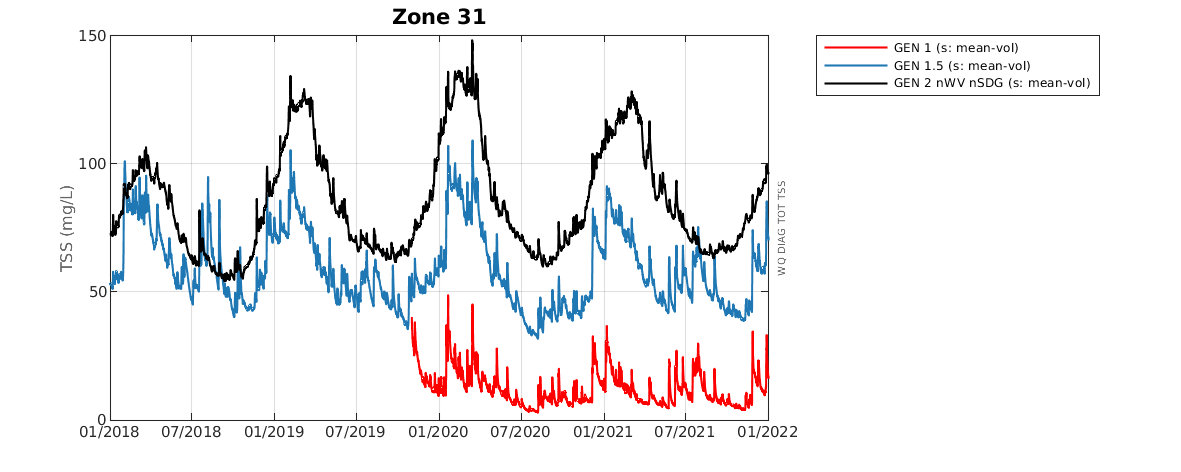 Zone 31
150
100
50
0
TSS (mg/L)
01/2018 07/2018 01/2019 07/2019 01/2020 07/2020 01/2021 07/2021 01/2022
WQ DIAG TOT TSS
GEN 1 (s: mean-vol)
GEN 1.5 (s: mean-vol)
GEN 2 nWV nSDG (s: mean-vol)